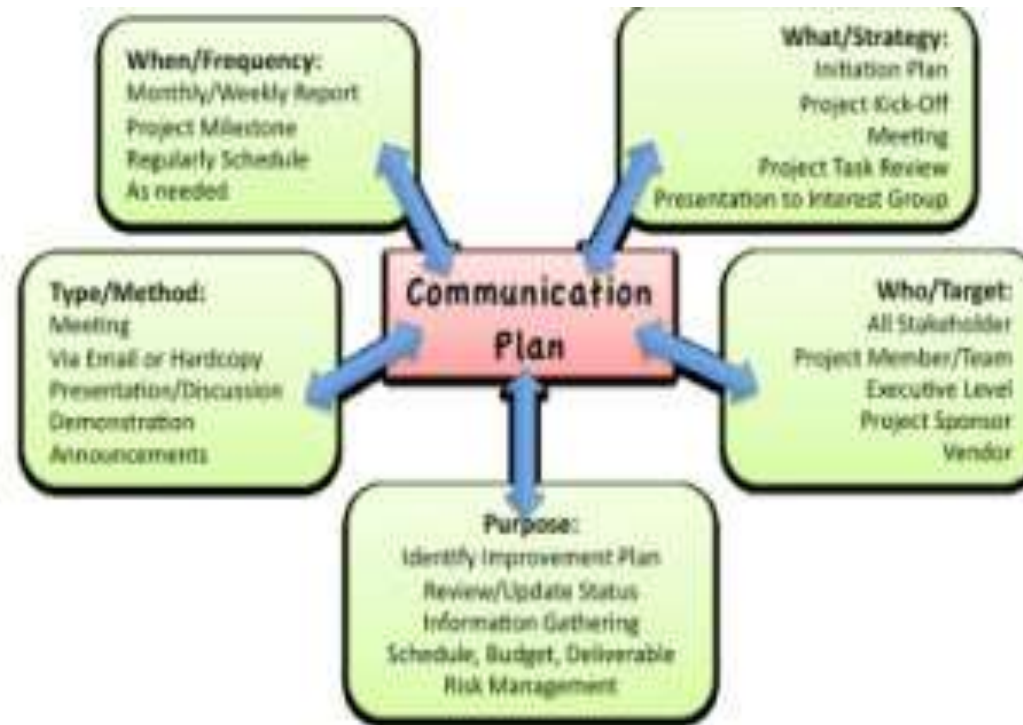 When/Frequency:
Monthly/Weekly Report
Project Milestone
Regularly Schedule
As needed
What/Strategy:
Initiation Plan
Project Kick-Off
Meeting
Project Task Review
Presentation to Interest Group
Communication
Plan
Type/Method:
Meeting
Via Email or Hardcopy
Presentation/Discussion
Demonstration
Announcements
Who/Target:
All Stakeholder
Project Member/Team
Executive Level
Project Sponsor
Vendor
Purpose:
Identify Improvement Plan
Review/Update Status
Information Gathering
Schedule, Budget, Deliverable
Risk Management